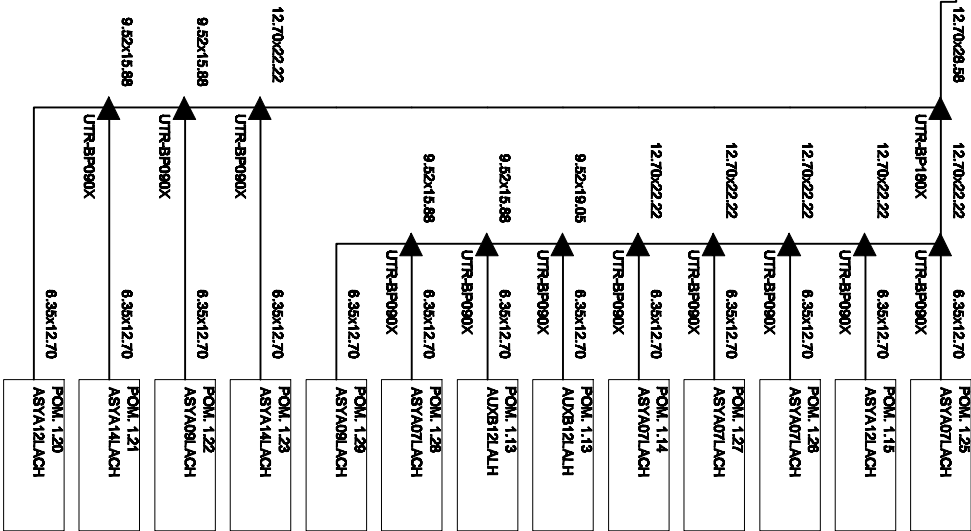 12.70x28.58
12.70x22.22
6.35x12.70
POM. 1.25
ASYA07LACH
UTR-BP180X
UTR-BP090X
12.70x22.22
6.35x12.70
POM. 1.15
ASYA12LACH
UTR-BP090X
12.70x22.22
6.35x12.70
POM. 1.26
ASYA07LACH
UTR-BP090X
12.70x22.22
6.35x12.70
POM. 1.27
ASYA07LACH
UTR-BP090X
12.70x22.22
6.35x12.70
POM. 1.14
ASYA07LACH
UTR-BP090X
9.52x19.05
6.35x12.70
POM. 1.13
AUXB12LALH
UTR-BP090X
9.52x15.88
6.35x12.70
POM. 1.13
AUXB12LALH
UTR-BP090X
9.52x15.88
6.35x12.70
POM. 1.28
ASYA07LACH
UTR-BP090X
6.35x12.70
POM. 1.29
ASYA09LACH
12.70x22.22
6.35x12.70
POM. 1.23
ASYA14LACH
UTR-BP090X
9.52x15.88
6.35x12.70
POM. 1.22
ASYA09LACH
UTR-BP090X
9.52x15.88
6.35x12.70
POM. 1.21
ASYA14LACH
UTR-BP090X
6.35x12.70
POM. 1.20
ASYA12LACH